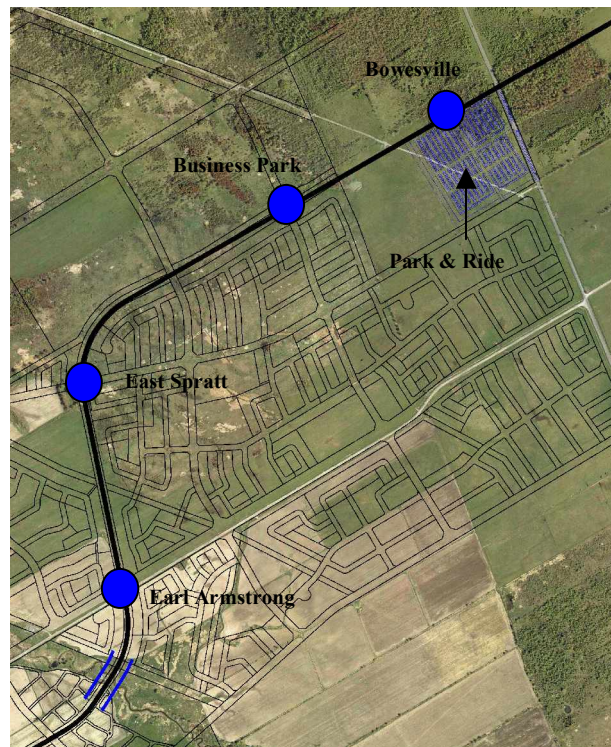 Bowesville
Business Park
Park & Ride
East Spratt
Earl Armstrong